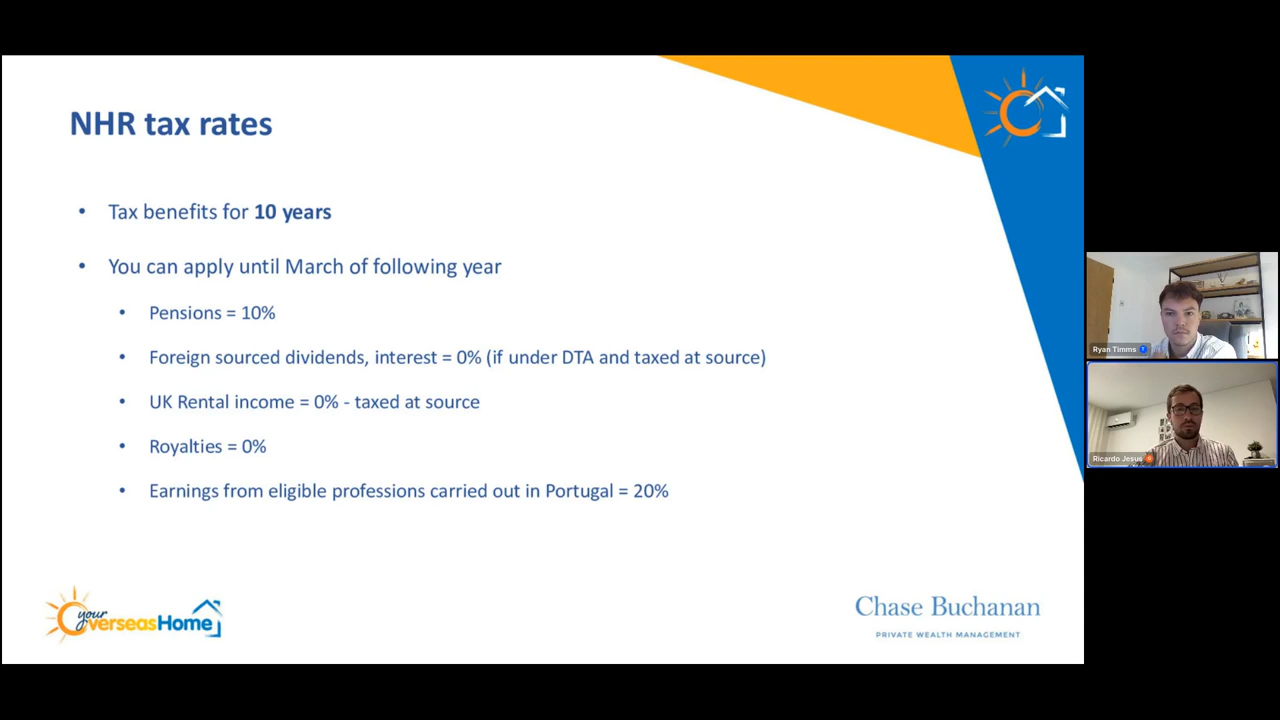 NHR tax rates
• Tax benefits for 10 years
• You can apply until March of following year
• Pensions = 10%
• Foreign sourced dividends, interest = 0% (if under DTA and taxed at source)
• UK Rental income = 0% - taxed at source
• Royalties = 0%
• Earnings from eligible professions carried out in Portugal = 20%
your
OverseasHome
Chase Buchanan
PRIVATE WEALTH MANAGEMENT
Ryan Timms
Ricardo Jesus